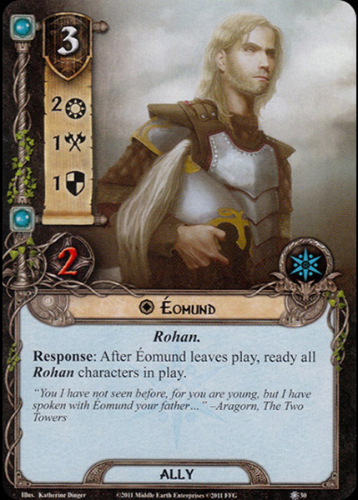 3
2
1
1
2
Éomund
Rohan.
Response: After Éomund leaves play, ready all
Rohan characters in play.
“You I have not seen before, for you are young, but I have
spoken with Éomund your father…” –Aragorn, The Two
Towers
ALLY
Illus. Katherine Dinger ©2011 Middle Earth Enterprises ©2011 FFG 30